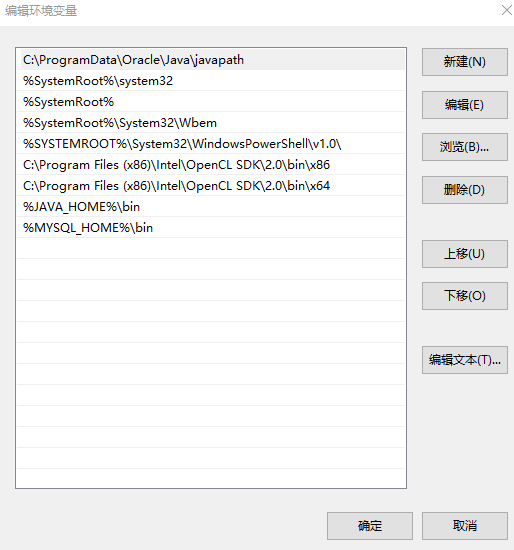 编辑环境变量
C:\ProgramData\Oracle\Java\javapath
%SystemRoot%\system32
%SystemRoot%
%SystemRoot%\System32\Wbem
%SYSTEMROOT%\System32\WindowsPowerShell\v1.0\
C:\Program Files (x86)\Intel\OpenCL SDK\2.0\bin\x86
C:\Program Files (x86)\Intel\OpenCL SDK\2.0\bin\x64
%JAVA_HOME%\bin
%MYSQL_HOME%\bin
新建(N)
编辑(E)
浏览(B)...
删除(D)
上移(U)
下移(O)
编辑文本(T)...
确定
取消